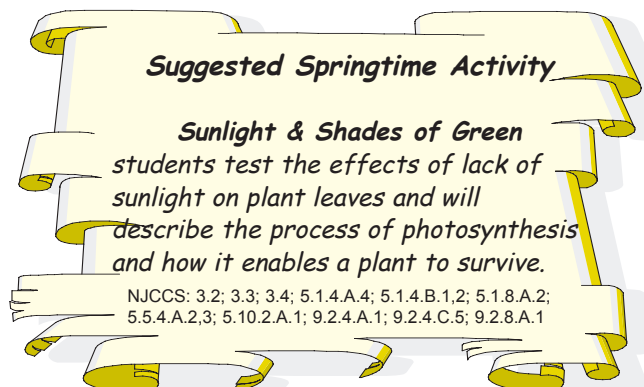 Suggested Springtime Activity
Sunlight & Shades of Green
students test the effects of lack of
sunlight on plant leaves and will
describe the process of photosynthesis
and how it enables a plant to survive.
NJCCS: 3.2; 3.3; 3.4; 5.1.4.A.4; 5.1.4.B.1,2; 5.1.8.A.2;
5.5.4.A.2,3; 5.10.2.A.1; 9.2.4.A.1; 9.2.4.C.5; 9.2.8.A.1